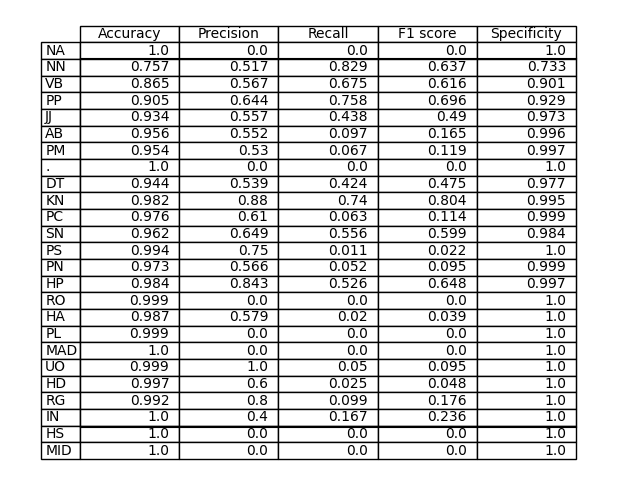 Accuracy Precision Recall F1 score Specificity
NA 1.0 0.0 0.0 0.0 1.0
NN 0.757 0.517 0.829 0.637 0.733
VB 0.865 0.567 0.675 0.616 0.901
PP 0.905 0.644 0.758 0.696 0.929
JJ 0.934 0.557 0.438 0.49 0.973
AB 0.956 0.552 0.097 0.165 0.996
PM 0.954 0.53 0.067 0.119 0.997
. 1.0 0.0 0.0 0.0 1.0
DT 0.944 0.539 0.424 0.475 0.977
KN 0.982 0.88 0.74 0.804 0.995
PC 0.976 0.61 0.063 0.114 0.999
SN 0.962 0.649 0.556 0.599 0.984
PS 0.994 0.75 0.011 0.022 1.0
PN 0.973 0.566 0.052 0.095 0.999
HP 0.984 0.843 0.526 0.648 0.997
RO 0.999 0.0 0.0 0.0 1.0
HA 0.987 0.579 0.02 0.039 1.0
PL 0.999 0.0 0.0 0.0 1.0
MAD 1.0 0.0 0.0 0.0 1.0
UO 0.999 1.0 0.05 0.095 1.0
HD 0.997 0.6 0.025 0.048 1.0
RG 0.992 0.8 0.099 0.176 1.0
IN 1.0 0.4 0.167 0.236 1.0
HS 1.0 0.0 0.0 0.0 1.0
MID 1.0 0.0 0.0 0.0 1.0